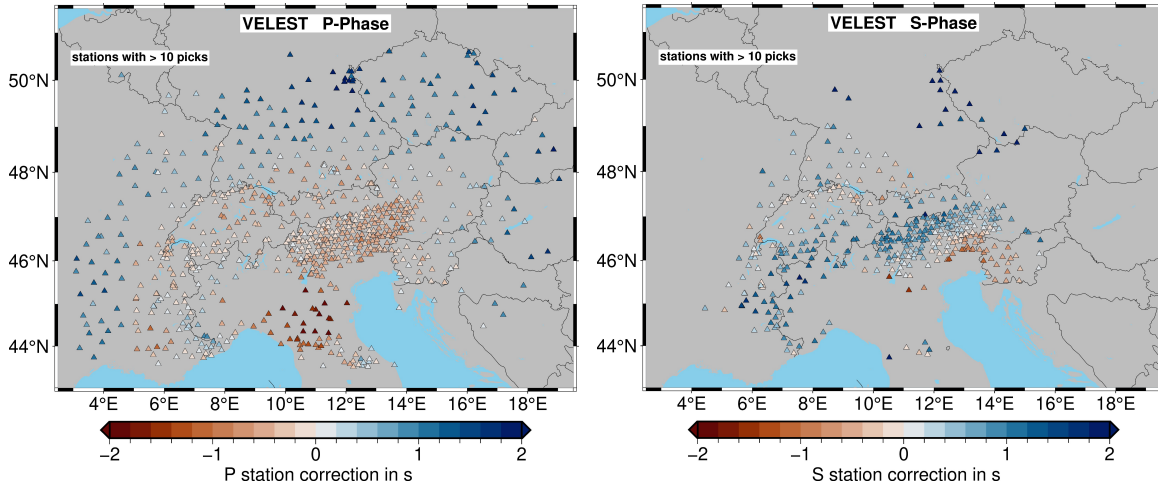 VELEST P-Phase
stations with > 10 picks
50°N
48°N
46°N
44°N
4°E 6°E 8°E 10°E 12°E 14°E 16°E 18°E
−2 −1 0 1 2
P station correction in s
VELEST S-Phase
stations with > 10 picks
50°N
48°N
46°N
44°N
4°E 6°E 8°E 10°E 12°E 14°E 16°E 18°E
−2 −1 0 1 2
S station correction in s